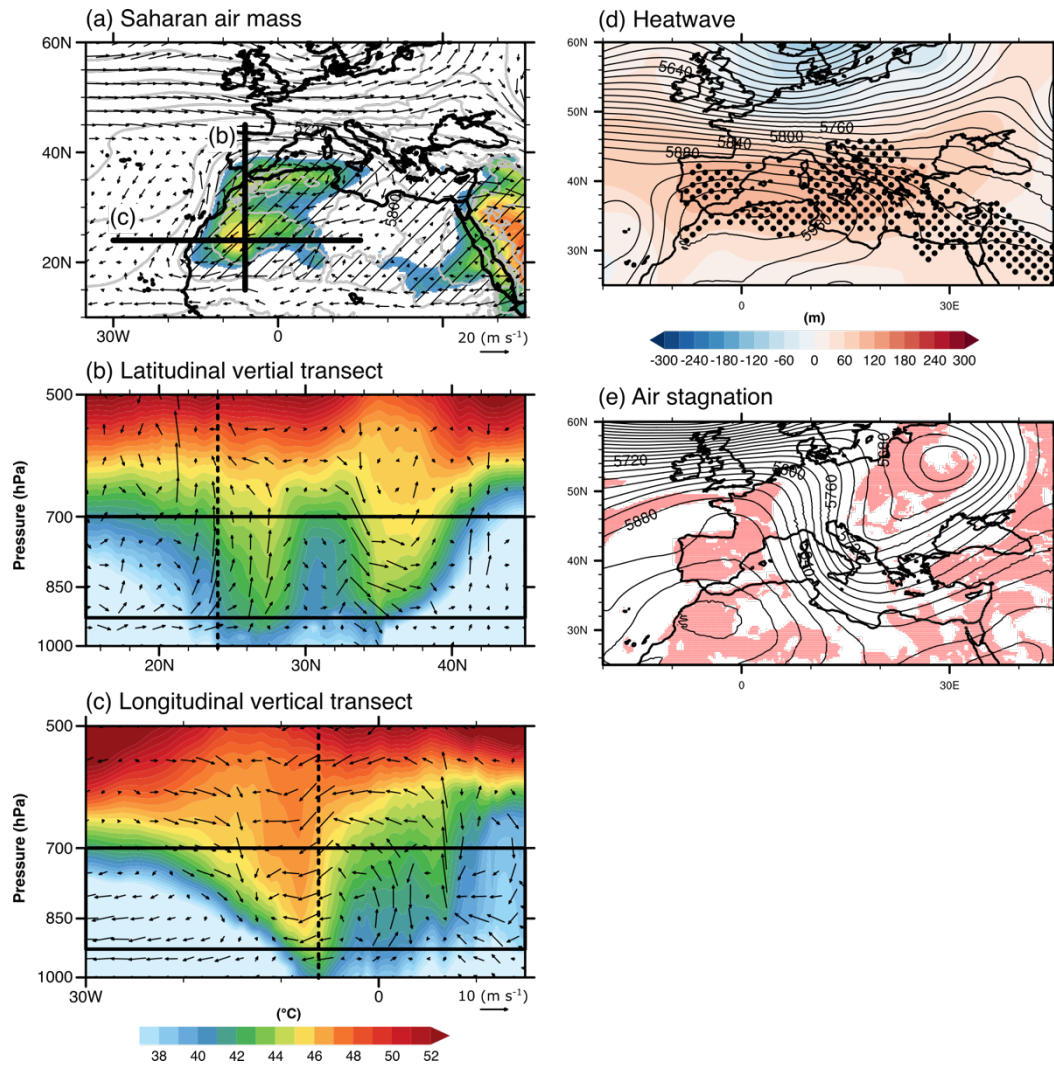 (a) Saharan air mass
60N
40N
20N
(b)
(c)
5800
30W
0
20 (m s⁻¹)
(b) Latitudinal vertial transect
500
700
850
1000
Pressure (hPa)
20N
30N
40N
(c) Longitudinal vertical transect
500
700
850
1000
Pressure (hPa)
30W
0
10 (m s⁻¹)
(°C)
38 40 42 44 46 48 50 52
(d) Heatwave
60N
50N
40N
30N
5640
5760
5800
5840
5880
0
30E
(m)
-300 -240 -180 -120 -60 0 60 120 180 240 300
(e) Air stagnation
60N
50N
40N
30N
5720
5680
5760
5880
0
30E